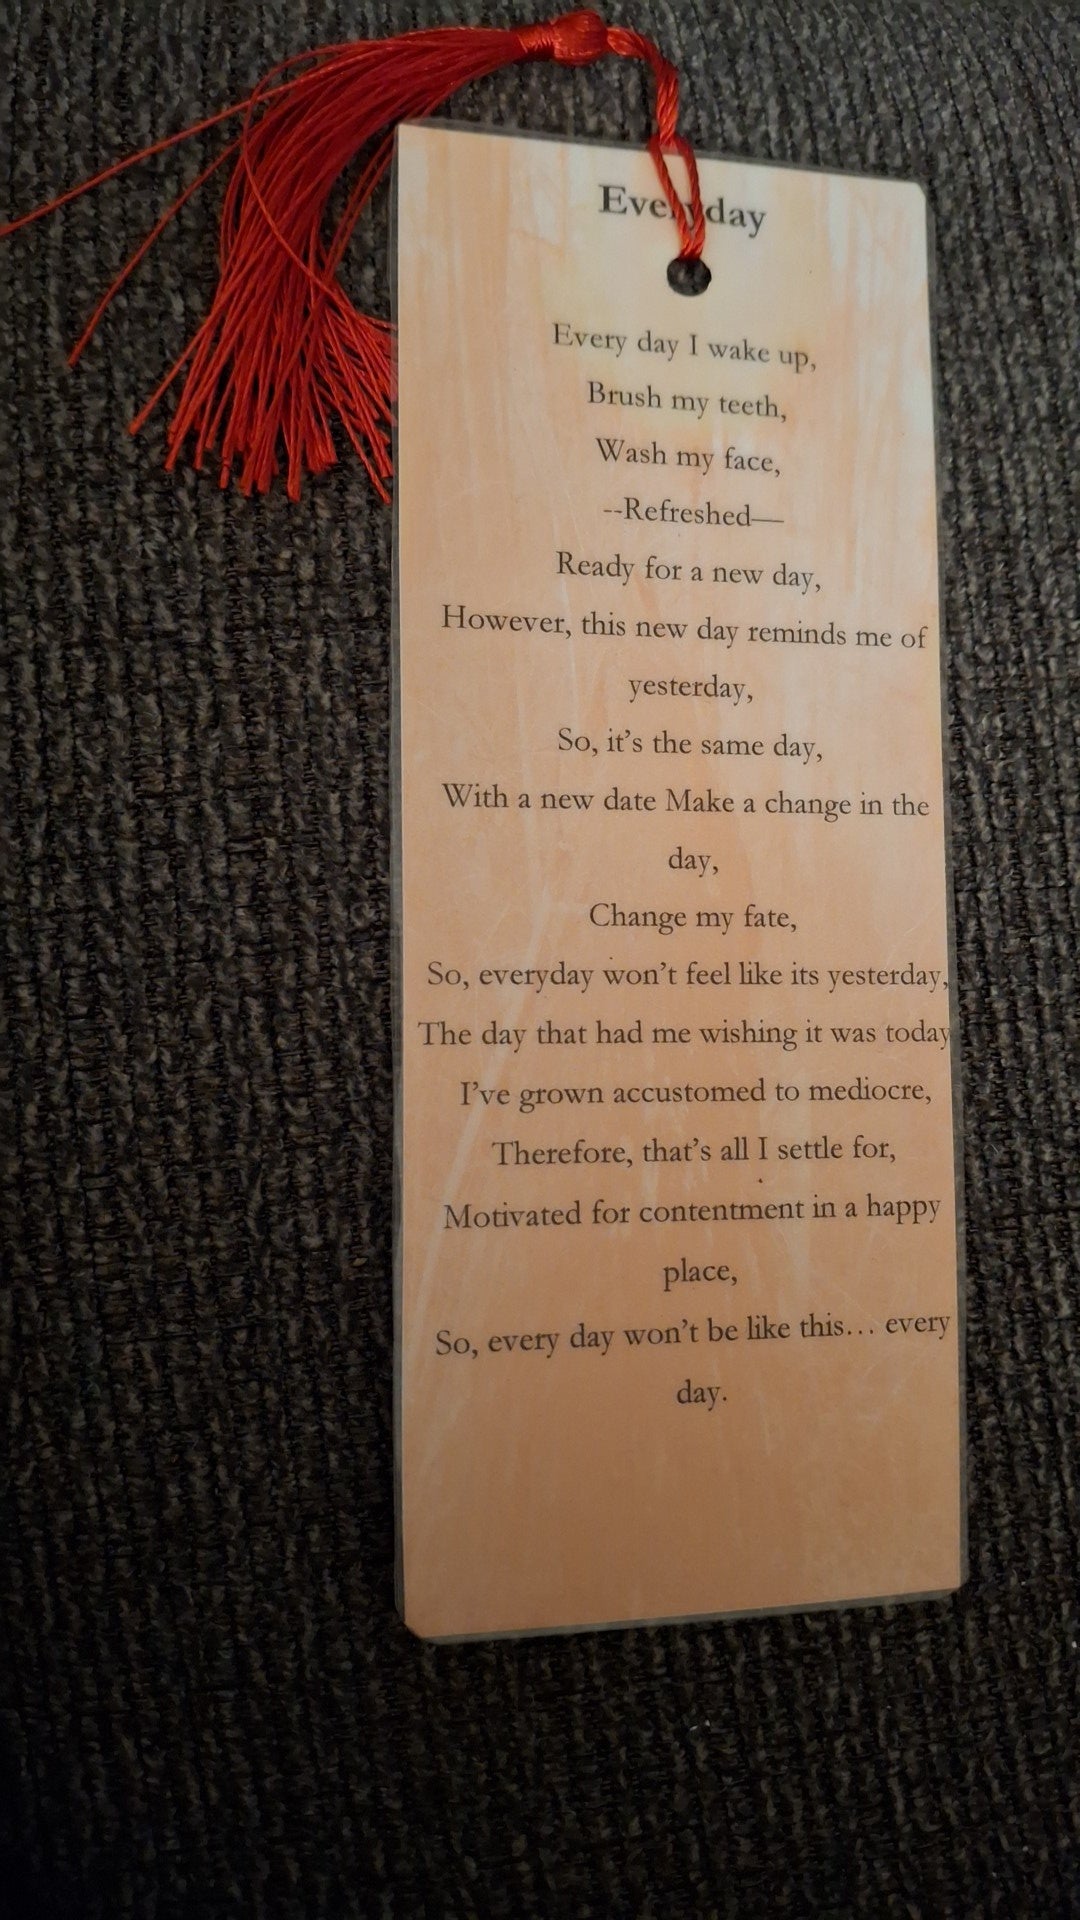 Everyday
Every day I wake up,
Brush my teeth,
Wash my face,
--Refreshed—
Ready for a new day,
However, this new day reminds me of
yesterday,
So, it's the same day,
With a new date Make a change in the
day,
Change my fate,
So, everyday won't feel like its yesterday,
The day that had me wishing it was today
I've grown accustomed to mediocre,
Therefore, that's all I settle for,
Motivated for contentment in a happy
place,
So, every day won't be like this… every
day.